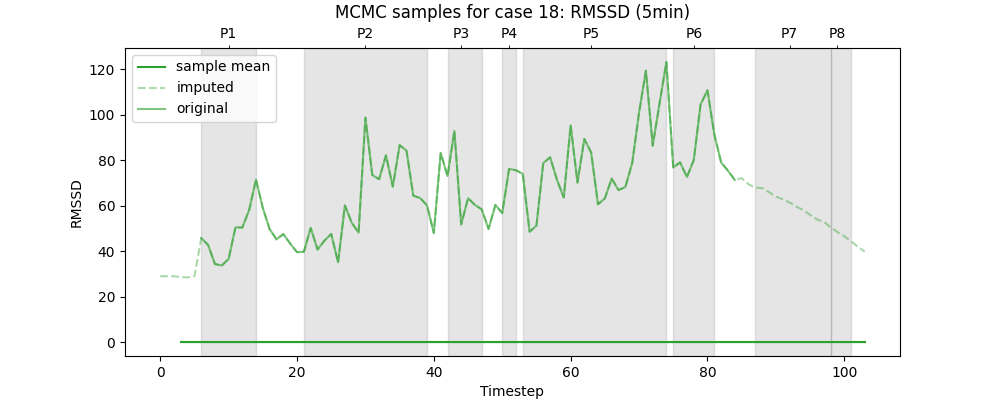 MCMC samples for case 18: RMSSD (5min)
P1 P2 P3 P4 P5 P6 P7 P8
sample mean
imputed
original
120
100
80
60
40
20
0
RMSSD
0 20 40 60 80 100
Timestep